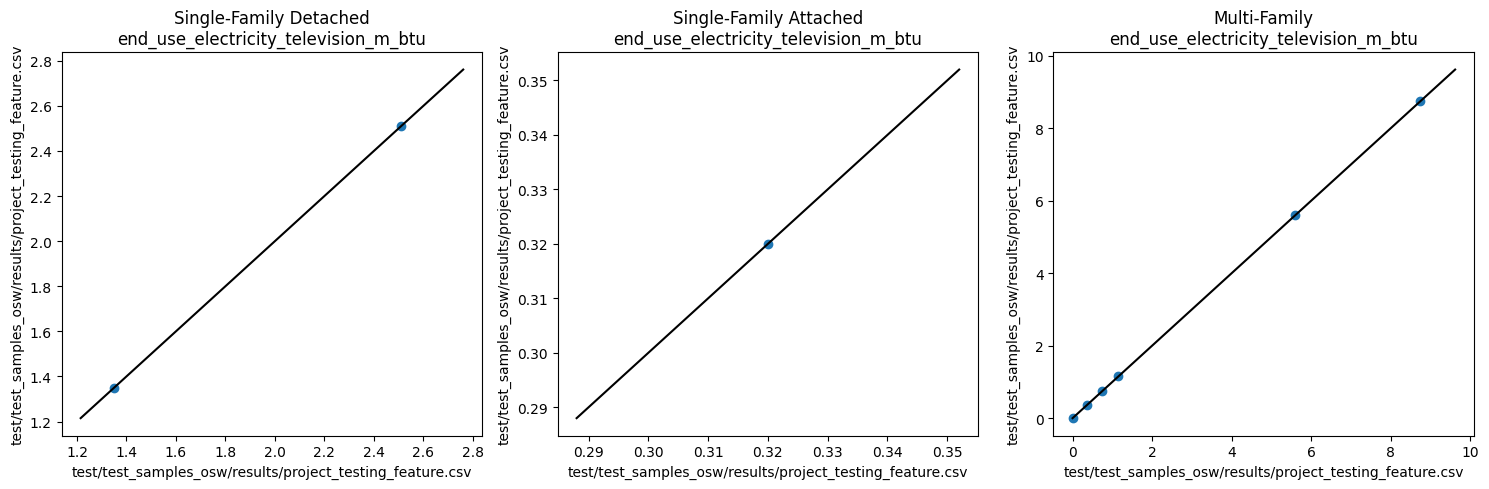 Single-Family Detached
end_use_electricity_television_m_btu
test/test_samples_osw/results/project_testing_feature.csv
2.8
2.6
2.4
2.2
2.0
1.8
1.6
1.4
1.2
1.2 1.4 1.6 1.8 2.0 2.2 2.4 2.6 2.8
test/test_samples_osw/results/project_testing_feature.csv
Single-Family Attached
end_use_electricity_television_m_btu
test/test_samples_osw/results/project_testing_feature.csv
0.35
0.34
0.33
0.32
0.31
0.30
0.29
0.29 0.30 0.31 0.32 0.33 0.34 0.35
test/test_samples_osw/results/project_testing_feature.csv
Multi-Family
end_use_electricity_television_m_btu
test/test_samples_osw/results/project_testing_feature.csv
10
8
6
4
2
0
0 2 4 6 8 10
test/test_samples_osw/results/project_testing_feature.csv